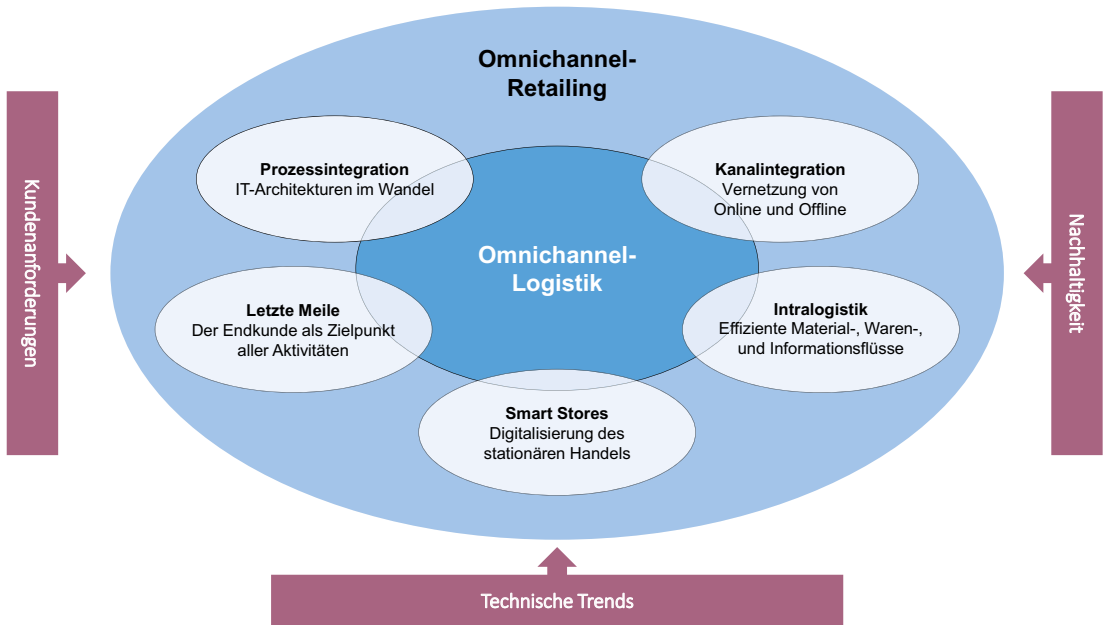 Omnichannel-
Retailing
Kundenanforderungen
Prozessintegration
IT-Architekturen im Wandel
Kanalintegration
Vernetzung von
Online und Offline
Nachhaltigkeit
Omnichannel-
Logistik
Letzte Meile
Der Endkunde als Zielpunkt
aller Aktivitäten
Intralogistik
Effiziente Material-, Waren-,
und Informationsflüsse
Smart Stores
Digitalisierung des
stationären Handels
Technische Trends